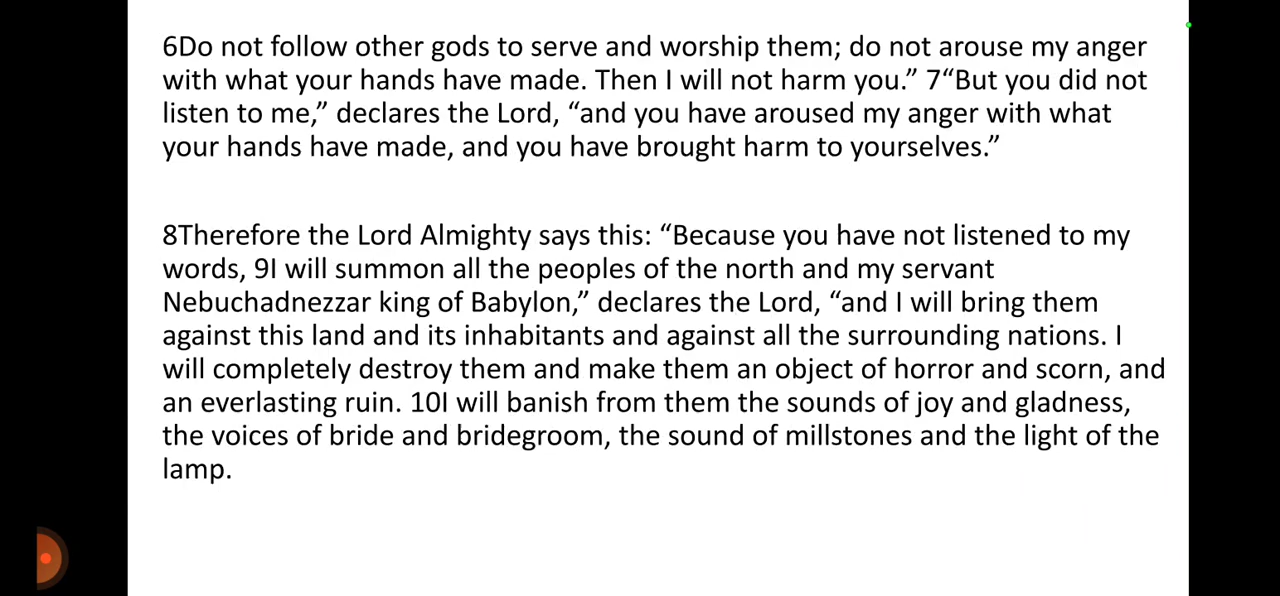 6Do not follow other gods to serve and worship them; do not arouse my anger
with what your hands have made. Then I will not harm you.” 7“But you did not
listen to me,” declares the Lord, “and you have aroused my anger with what
your hands have made, and you have brought harm to yourselves.”
8Therefore the Lord Almighty says this: “Because you have not listened to my
words, 9I will summon all the peoples of the north and my servant
Nebuchadnezzar king of Babylon,” declares the Lord, “and I will bring them
against this land and its inhabitants and against all the surrounding nations. I
will completely destroy them and make them an object of horror and scorn, and
an everlasting ruin. 10I will banish from them the sounds of joy and gladness,
the voices of bride and bridegroom, the sound of millstones and the light of the
lamp.